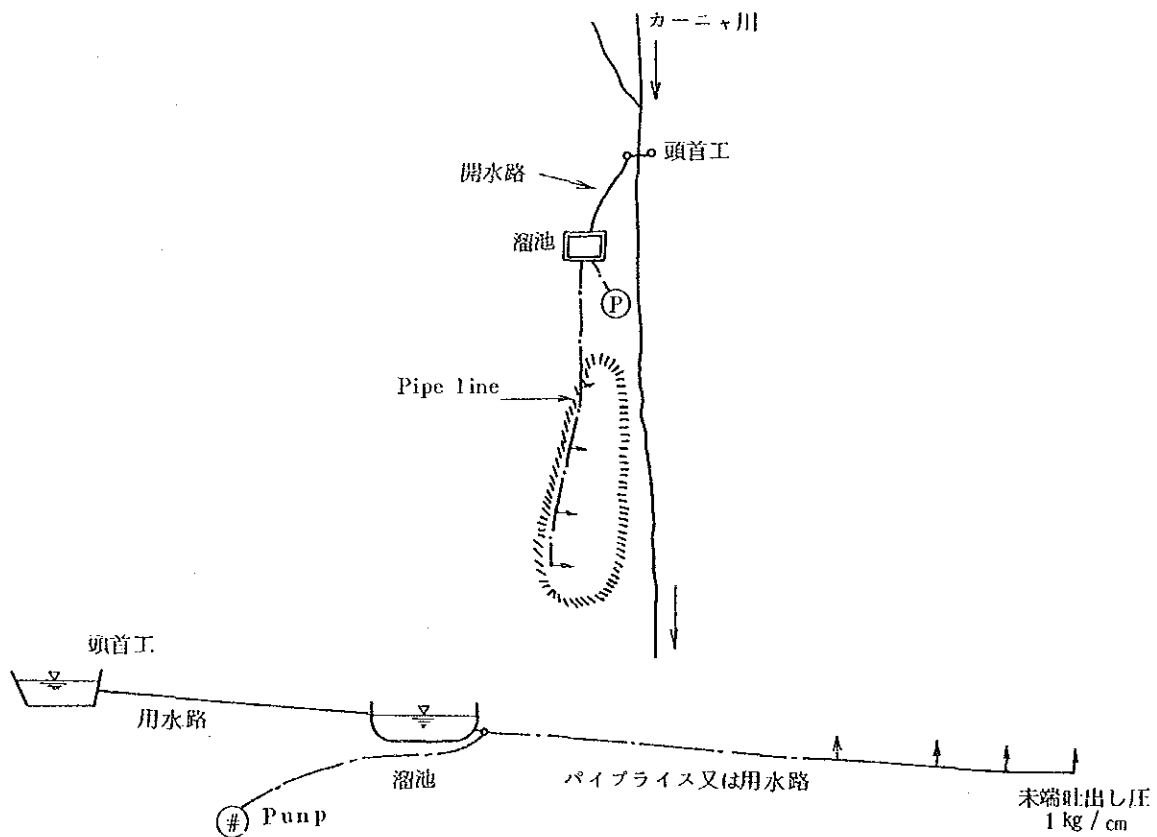 カーニャ川
頭首工
開水路
溜池
P
Pipe line
頭首工
用水路
溜池
パイプライス又は用水路
# Punp
末端吐出し圧
1 kg / cm